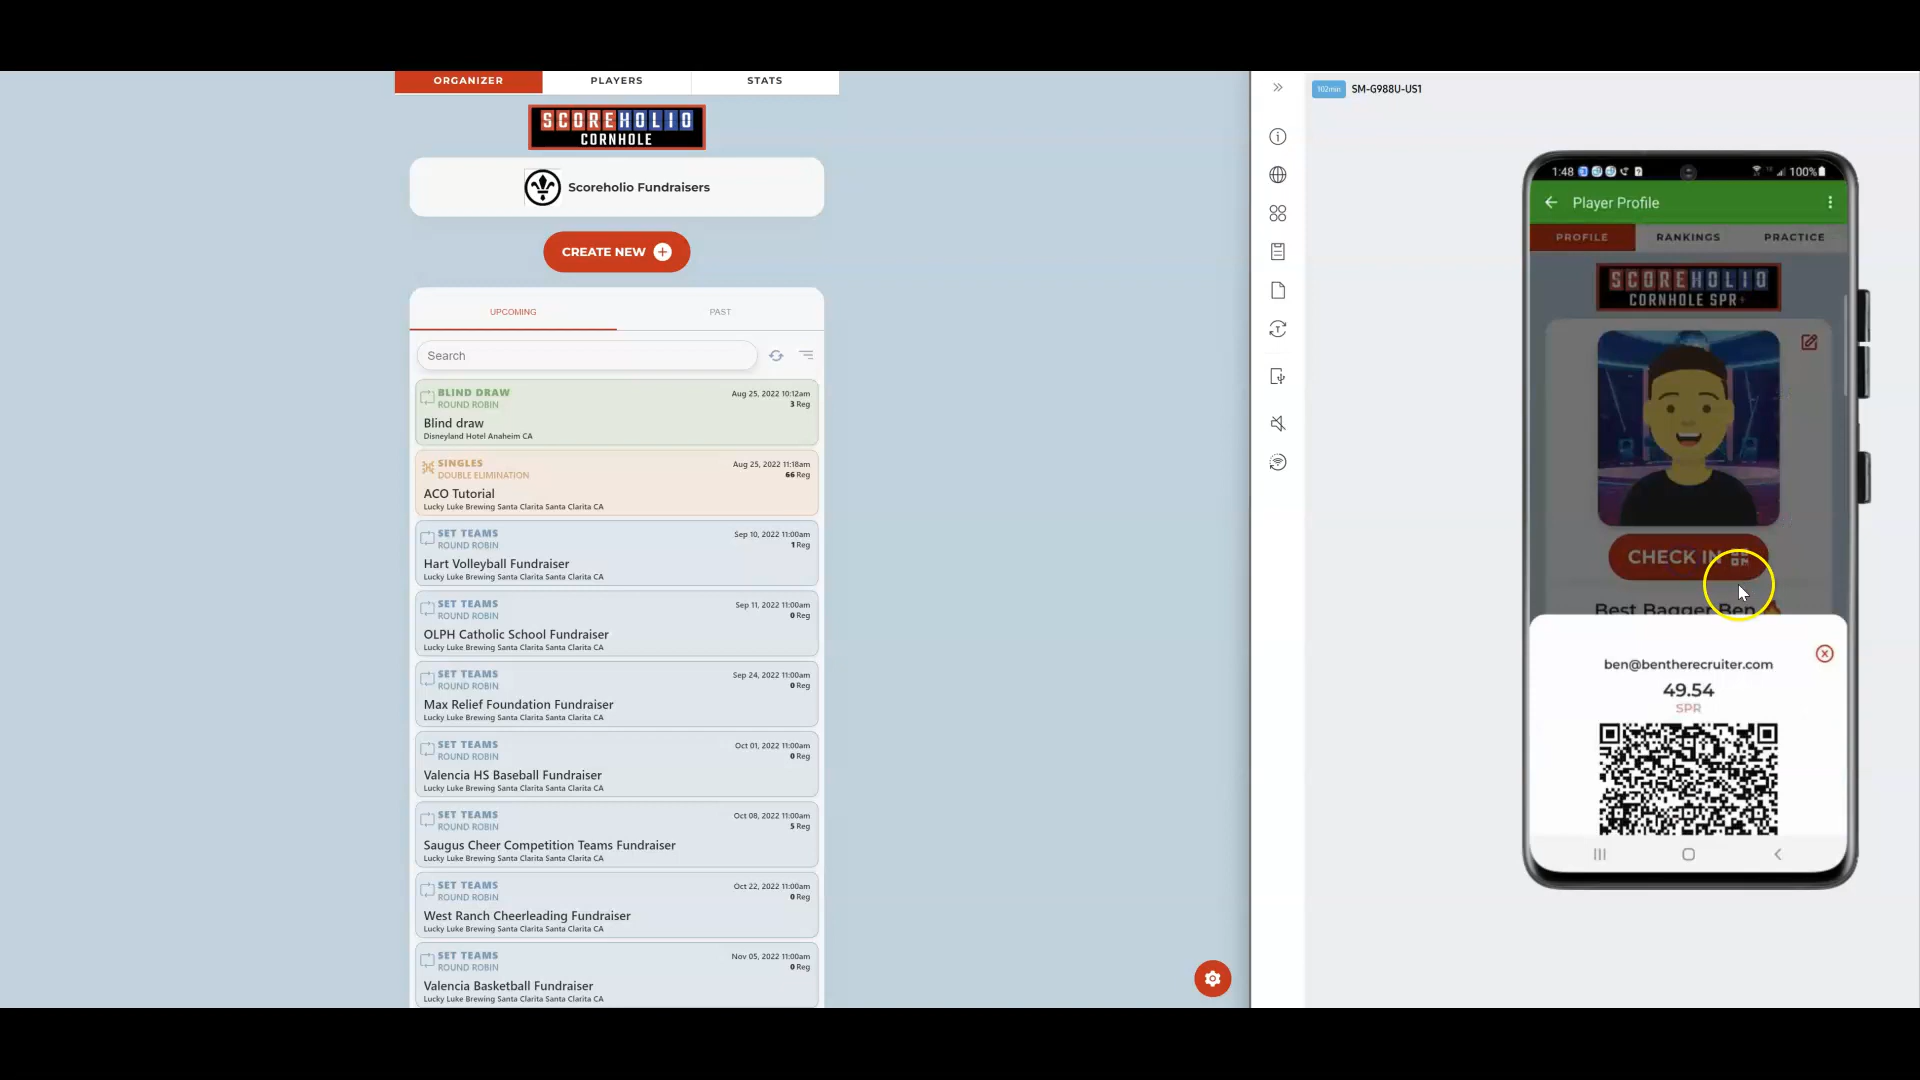 ORGANIZER PLAYERS STATS
SCOREHOLIO
CORNHOLE
Scoreholio Fundraisers
CREATE NEW
UPCOMING PAST
Search
BLIND DRAW Aug 25, 2022 10:12am
ROUND ROBIN 3 Reg
Blind draw
Disneyland Hotel Anaheim CA
SINGLES Aug 25, 2022 11:18am
DOUBLE ELIMINATION 66 Reg
ACO Tutorial
Lucky Luke Brewing Santa Clarita Santa Clarita CA
SET TEAMS Sep 10, 2022 11:00am
ROUND ROBIN 1 Reg
Hart Volleyball Fundraiser
Lucky Luke Brewing Santa Clarita Santa Clarita CA
SET TEAMS Sep 11, 2022 11:00am
ROUND ROBIN 0 Reg
OLPH Catholic School Fundraiser
Lucky Luke Brewing Santa Clarita Santa Clarita CA
SET TEAMS Sep 24, 2022 11:00am
ROUND ROBIN 0 Reg
Max Relief Foundation Fundraiser
Lucky Luke Brewing Santa Clarita Santa Clarita CA
SET TEAMS Oct 01, 2022 11:00am
ROUND ROBIN 0 Reg
Valencia HS Baseball Fundraiser
Lucky Luke Brewing Santa Clarita Santa Clarita CA
SET TEAMS Oct 08, 2022 11:00am
ROUND ROBIN 5 Reg
Saugus Cheer Competition Teams Fundraiser
Lucky Luke Brewing Santa Clarita Santa Clarita CA
SET TEAMS Oct 22, 2022 11:00am
ROUND ROBIN 0 Reg
West Ranch Cheerleading Fundraiser
Lucky Luke Brewing Santa Clarita Santa Clarita CA
SET TEAMS Nov 05, 2022 11:00am
ROUND ROBIN 0 Reg
Valencia Basketball Fundraiser
Lucky Luke Brewing Santa Clarita Santa Clarita CA
102min SM-G988U-US1
1:48 100%
Player Profile
PROFILE RANKINGS PRACTICE
SCOREHOLIO
CORNHOLE SPR+
CHECK IN
Best Bagger Ben
ben@bentherecruiter.com
49.54
SPR